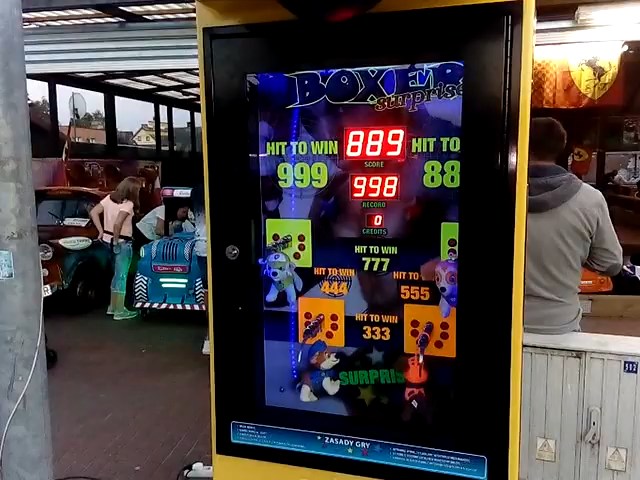 BOXER
surprise
HIT TO WIN
999
889
SCORE
HIT TO
88
998
RECORD
0
CREDITS
HIT TO WIN
777
HIT TO WIN
444
HIT TO
555
HIT TO WIN
333
SURPRIS
ZASADY GRY